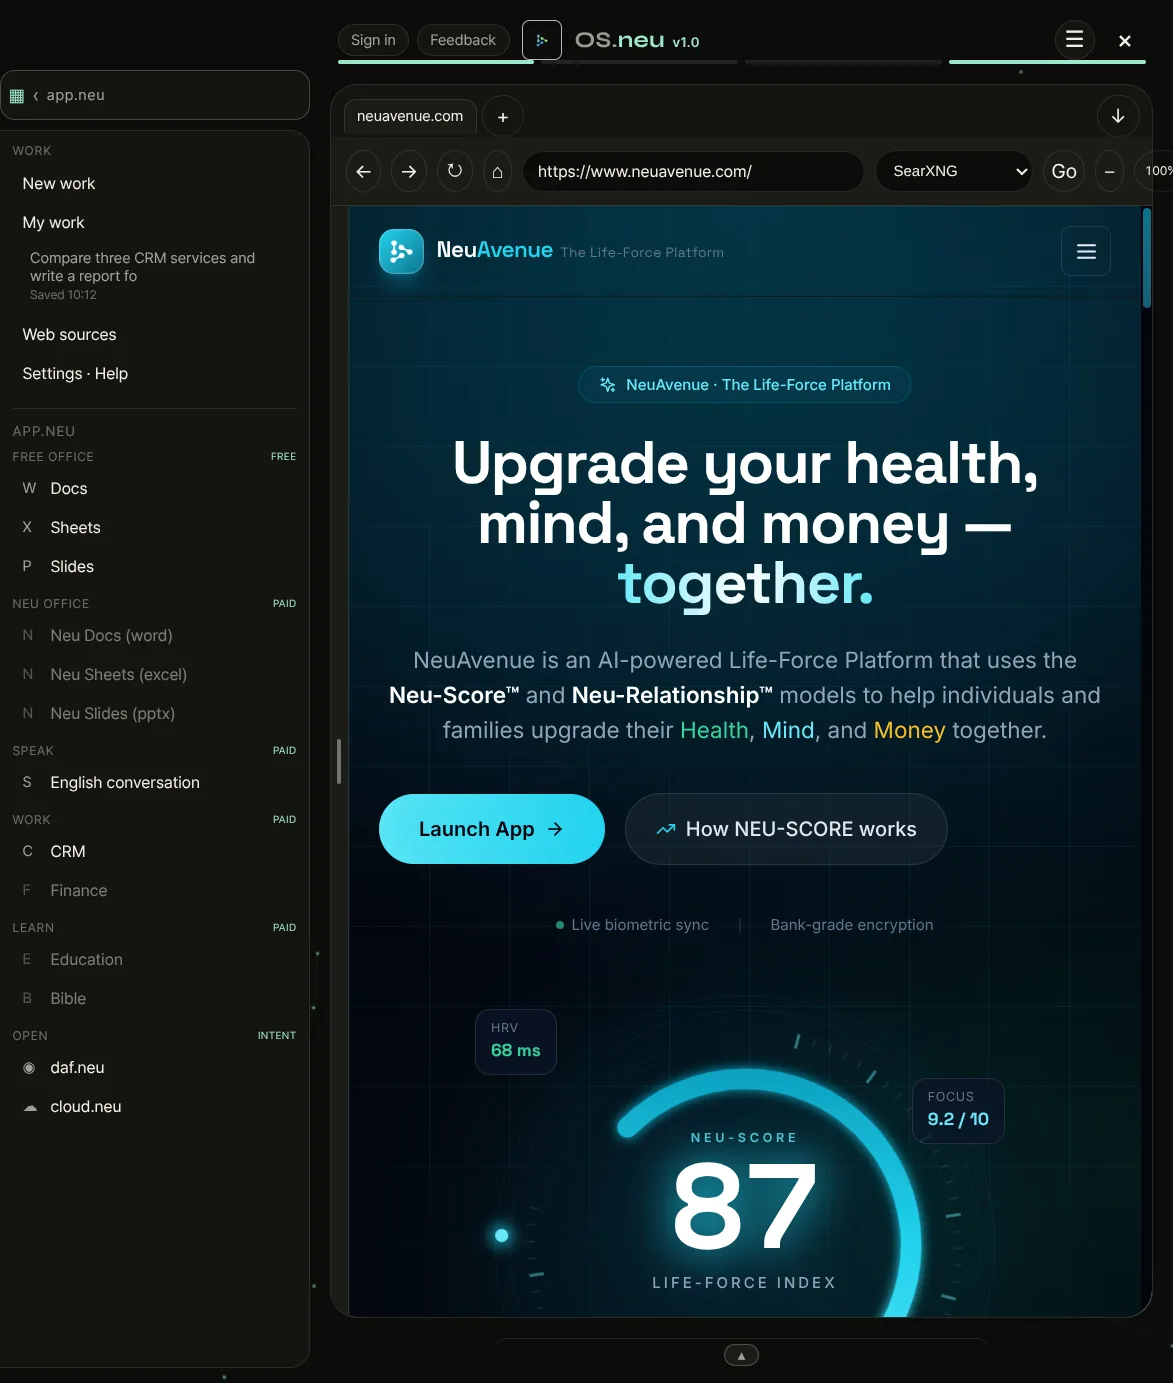 Sign in
Feedback
OS.neu v1.0
app.neu
WORK
New work
My work
Compare three CRM services and
write a report fo
Saved 10:12
Web sources
Settings · Help
APP.NEU
FREE OFFICE FREE
W Docs
X Sheets
P Slides
NEU OFFICE PAID
N Neu Docs (word)
N Neu Sheets (excel)
N Neu Slides (pptx)
SPEAK PAID
S English conversation
WORK PAID
C CRM
F Finance
LEARN PAID
E Education
B Bible
OPEN INTENT
daf.neu
cloud.neu
neuavenue.com
https://www.neuavenue.com/
SearXNG
Go
100%
NeuAvenue The Life-Force Platform
NeuAvenue · The Life-Force Platform
Upgrade your health,
mind, and money —
together.
NeuAvenue is an AI-powered Life-Force Platform that uses the
Neu-Score™ and Neu-Relationship™ models to help individuals and
families upgrade their Health, Mind, and Money together.
Launch App →
How NEU-SCORE works
Live biometric sync | Bank-grade encryption
HRV
68 ms
FOCUS
9.2 / 10
NEU-SCORE
87
LIFE-FORCE INDEX